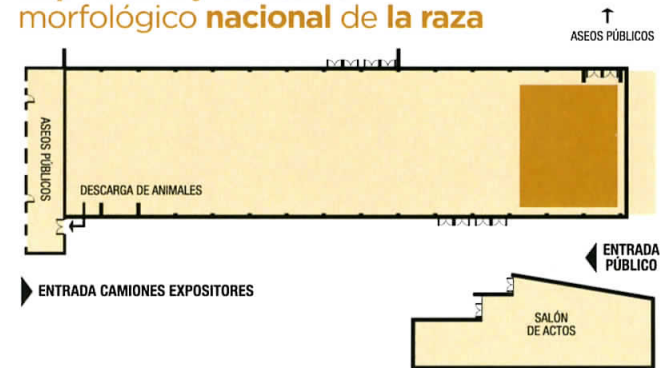 morfológico nacional de la raza
ASEOS PÚBLICOS
ASEOS PÚBLICOS
DESCARGA DE ANIMALES
ENTRADA
PÚBLICO
ENTRADA CAMIONES EXPOSITORES
SALÓN
DE ACTOS